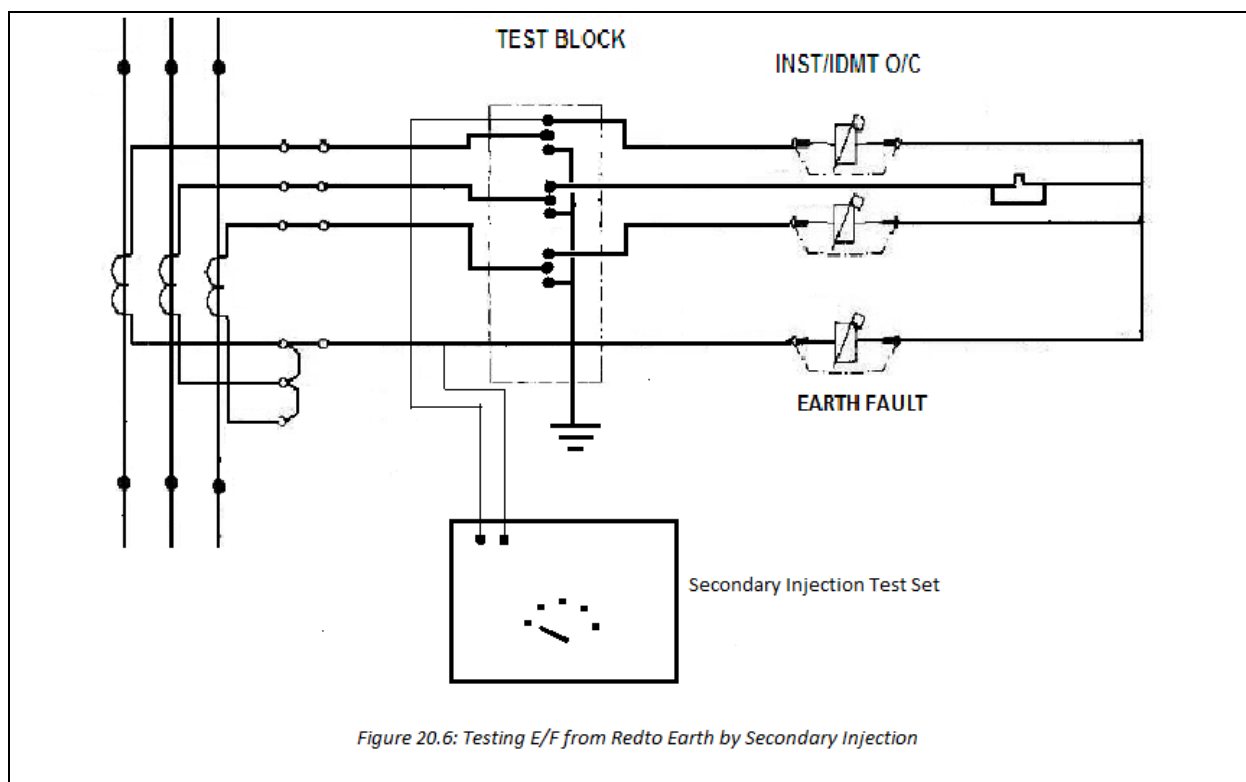 TEST BLOCK
INST/IDMT O/C
EARTH FAULT
Secondary Injection Test Set
Figure 20.6: Testing E/F from Redto Earth by Secondary Injection